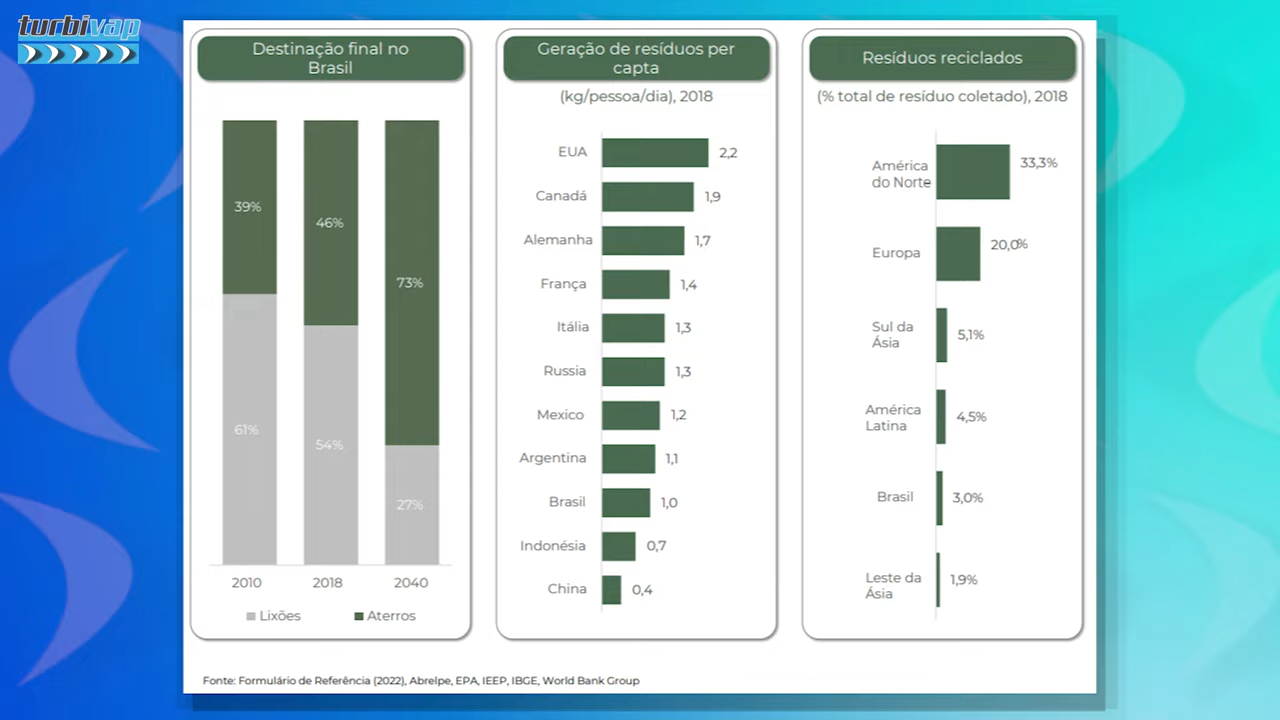 turbivap
Destinação final no
Brasil
39%
46%
73%
61%
54%
27%
2010
2018
2040
Lixões
Aterros
Geração de resíduos per
capta
(kg/pessoa/dia), 2018
EUA 2,2
Canadá 1,9
Alemanha 1,7
França 1,4
Itália 1,3
Russia 1,3
Mexico 1,2
Argentina 1,1
Brasil 1,0
Indonésia 0,7
China 0,4
Resíduos reciclados
(% total de resíduo coletado), 2018
América
do Norte
33,3%
Europa 20,0%
Sul da
Ásia
5,1%
América
Latina
4,5%
Brasil 3,0%
Leste da
Ásia
1,9%
Fonte: Formulário de Referência (2022), Abrelpe, EPA, IEEP, IBGE, World Bank Group